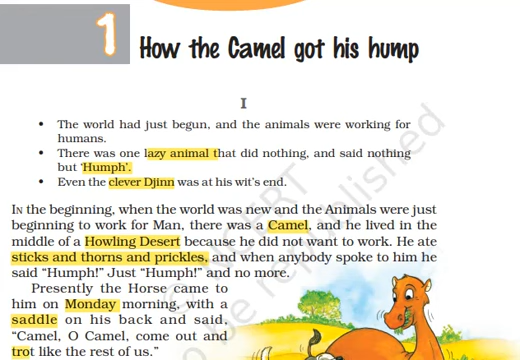 1
How the Camel got his hump
I
• The world had just begun, and the animals were working for
humans.
• There was one lazy animal that did nothing, and said nothing
but 'Humph'.
• Even the clever Djinn was at his wit's end.
IN the beginning, when the world was new and the Animals were just
beginning to work for Man, there was a Camel, and he lived in the
middle of a Howling Desert because he did not want to work. He ate
sticks and thorns and prickles, and when anybody spoke to him he
said "Humph!" Just "Humph!" and no more.
Presently the Horse came to
him on Monday morning, with a
saddle on his back and said,
"Camel, O Camel, come out and
trot like the rest of us."
© NCERT
be republished